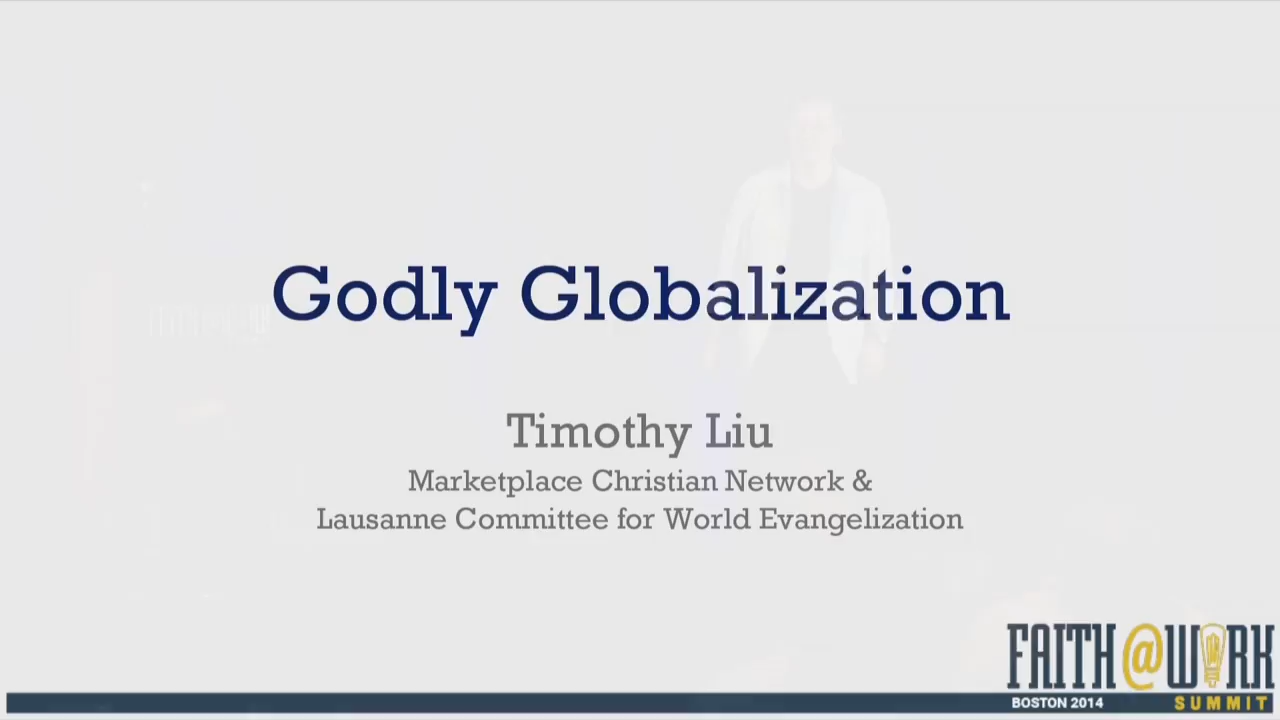 Godly Globalization
Timothy Liu
Marketplace Christian Network &
Lausanne Committee for World Evangelization
FAITH@WORK
BOSTON 2014 SUMMIT